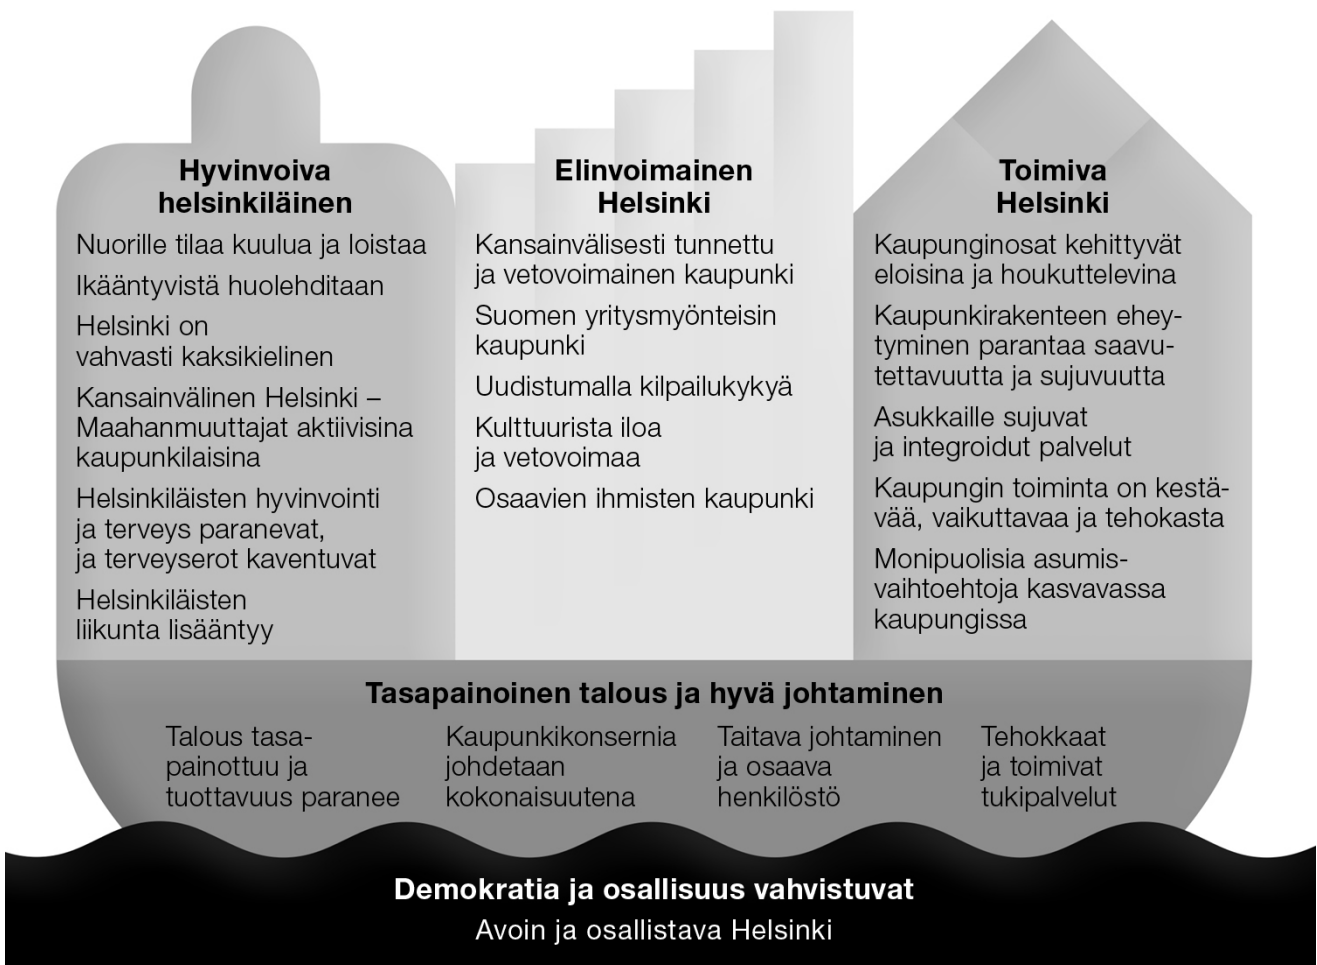 Hyvinvoiva
helsinkiläinen
Nuorille tilaa kuulua ja loistaa
Ikääntyvistä huolehditaan
Helsinki on
vahvasti kaksikielinen
Kansainvälinen Helsinki –
Maahanmuuttajat aktiivisina
kaupunkilaisina
Helsinkiläisten hyvinvointi
ja terveys paranevat,
ja terveyserot kaventuvat
Helsinkiläisten
liikunta lisääntyy
Elinvoimainen
Helsinki
Kansainvälisesti tunnettu
ja vetovoimainen kaupunki
Suomen yritysmyönteisin
kaupunki
Uudistumalla kilpailukykyä
Kulttuurista iloa
ja vetovoimaa
Osaavien ihmisten kaupunki
Toimiva
Helsinki
Kaupunginosat kehittyvät
eloisina ja houkuttelevina
Kaupunkirakenteen ehey-
tyminen parantaa saavu-
tettavuutta ja sujuvuutta
Asukkaille sujuvat
ja integroidut palvelut
Kaupungin toiminta on kestä-
vää, vaikuttavaa ja tehokasta
Monipuolisia asumis-
vaihtoehtoja kasvavassa
kaupungissa
Tasapainoinen talous ja hyvä johtaminen
Talous tasa-
painottuu ja
tuottavuus paranee
Kaupunkikonsernia
johdetaan
kokonaisuutena
Taitava johtaminen
ja osaava
henkilöstö
Tehokkaat
ja toimivat
tukipalvelut
Demokratia ja osallisuus vahvistuvat
Avoin ja osallistava Helsinki